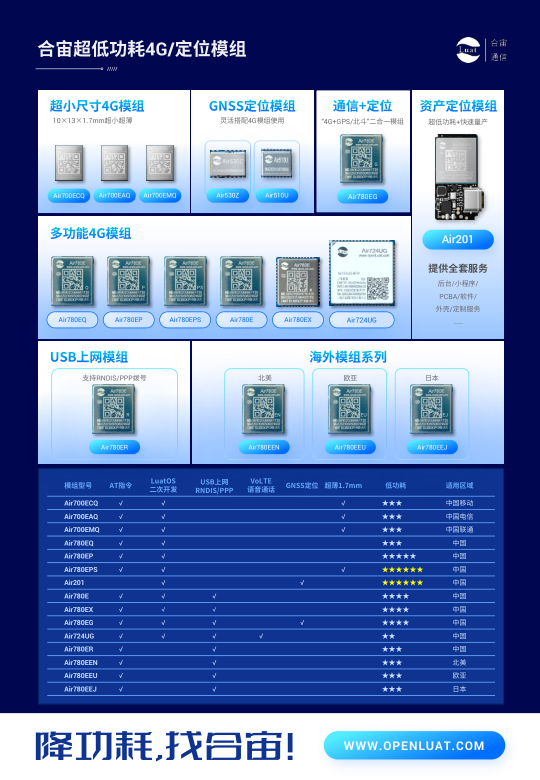 合宙超低功耗4G/定位模组
Luat
合宙
通信
超小尺寸4G模组
10×13×1.7mm超小超薄
Air700ECQ
Air700EAQ
Air700EMQ
GNSS定位模组
灵活搭配4G模组使用
Air530Z
Air510U
通信+定位
"4G+GPS/北斗"二合一模组
Air780EG
资产定位模组
超低功耗+快速量产
Air201
提供全套服务
后台/小程序/
PCBA/软件/
外壳/定制服务
......
多功能4G模组
Air780EQ
Air780EP
Air780EPS
Air780E
Air780EX
Air724UG
USB上网模组
支持RNDIS/PPP拨号
Air780ER
海外模组系列
北美
Air780EEN
欧亚
Air780EEU
日本
Air780EEJ
模组型号 AT指令 LuatOS 二次开发 USB上网 RNDIS/PPP VoLTE 语音通话 GNSS定位 超薄1.7mm 低功耗 适用区域
Air700ECQ √ √ √ ★★★ 中国移动
Air700EAQ √ √ √ ★★★ 中国电信
Air700EMQ √ √ √ ★★★ 中国联通
Air780EQ √ √ ★★★ 中国
Air780EP √ √ ★★★★★ 中国
Air780EPS √ √ √ ★★★★★★ 中国
Air201 √ √ ★★★★★★ 中国
Air780E √ √ √ ★★★★ 中国
Air780EX √ √ √ ★★★★ 中国
Air780EG √ √ √ √ ★★★★ 中国
Air724UG √ √ √ √ ★★ 中国
Air780ER √ √ ★★★ 中国
Air780EEN √ √ ★★★ 北美
Air780EEU √ √ ★★★ 欧亚
Air780EEJ √ √ ★★★ 日本
降功耗,找合宙!
WWW.OPENLUAT.COM